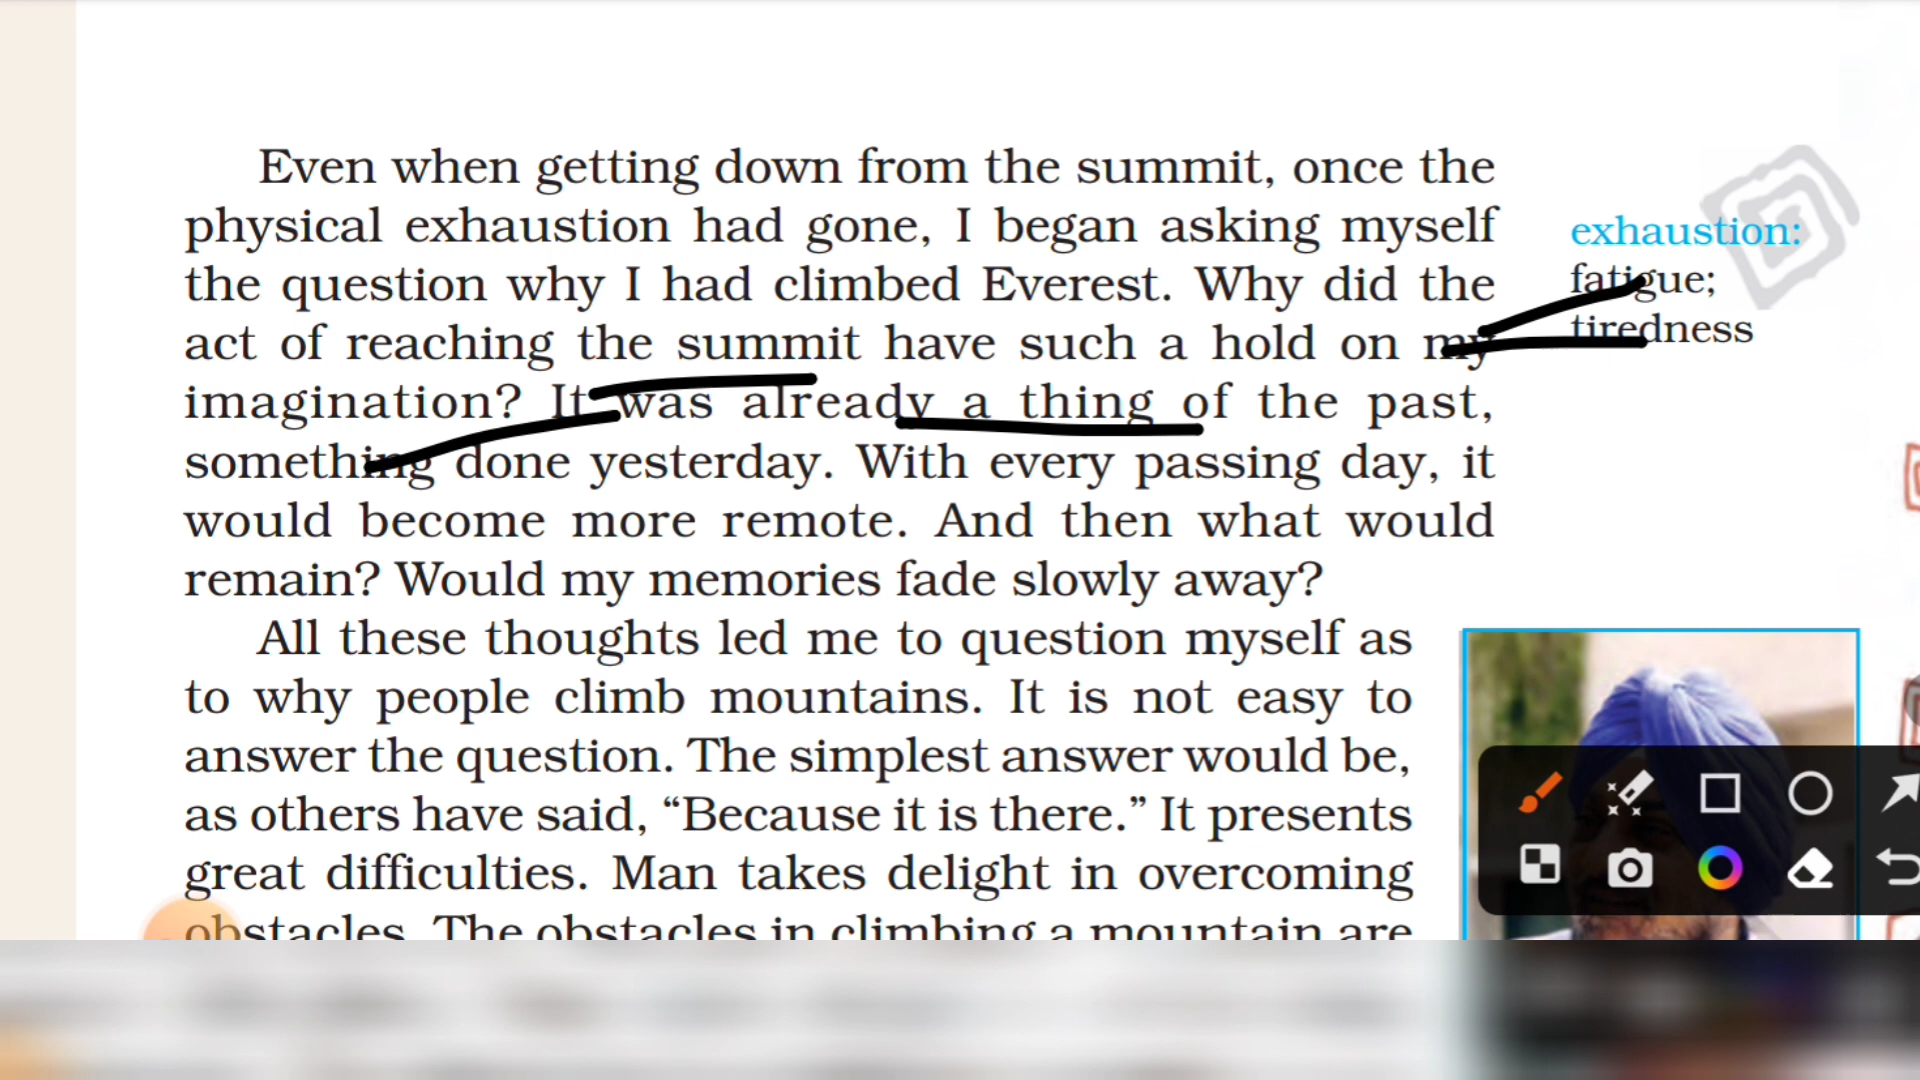 Even when getting down from the summit, once the
physical exhaustion had gone, I began asking myself
the question why I had climbed Everest. Why did the
act of reaching the summit have such a hold on my
imagination? It was already a thing of the past,
something done yesterday. With every passing day, it
would become more remote. And then what would
remain? Would my memories fade slowly away?
All these thoughts led me to question myself as
to why people climb mountains. It is not easy to
answer the question. The simplest answer would be,
as others have said, “Because it is there.” It presents
great difficulties. Man takes delight in overcoming
obstacles. The obstacles in climbing a mountain are
exhaustion:
fatigue;
tiredness